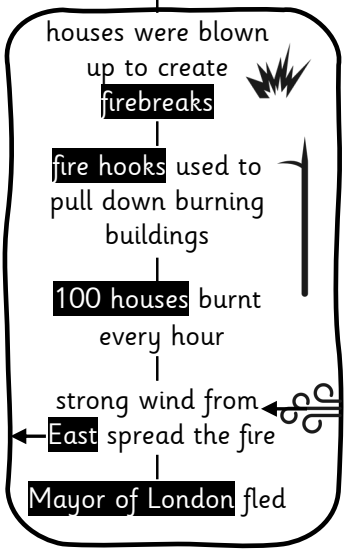 houses were blown
up to create
firebreaks
fire hooks used to
pull down burning
buildings
100 houses burnt
every hour
strong wind from
East spread the fire
Mayor of London fled